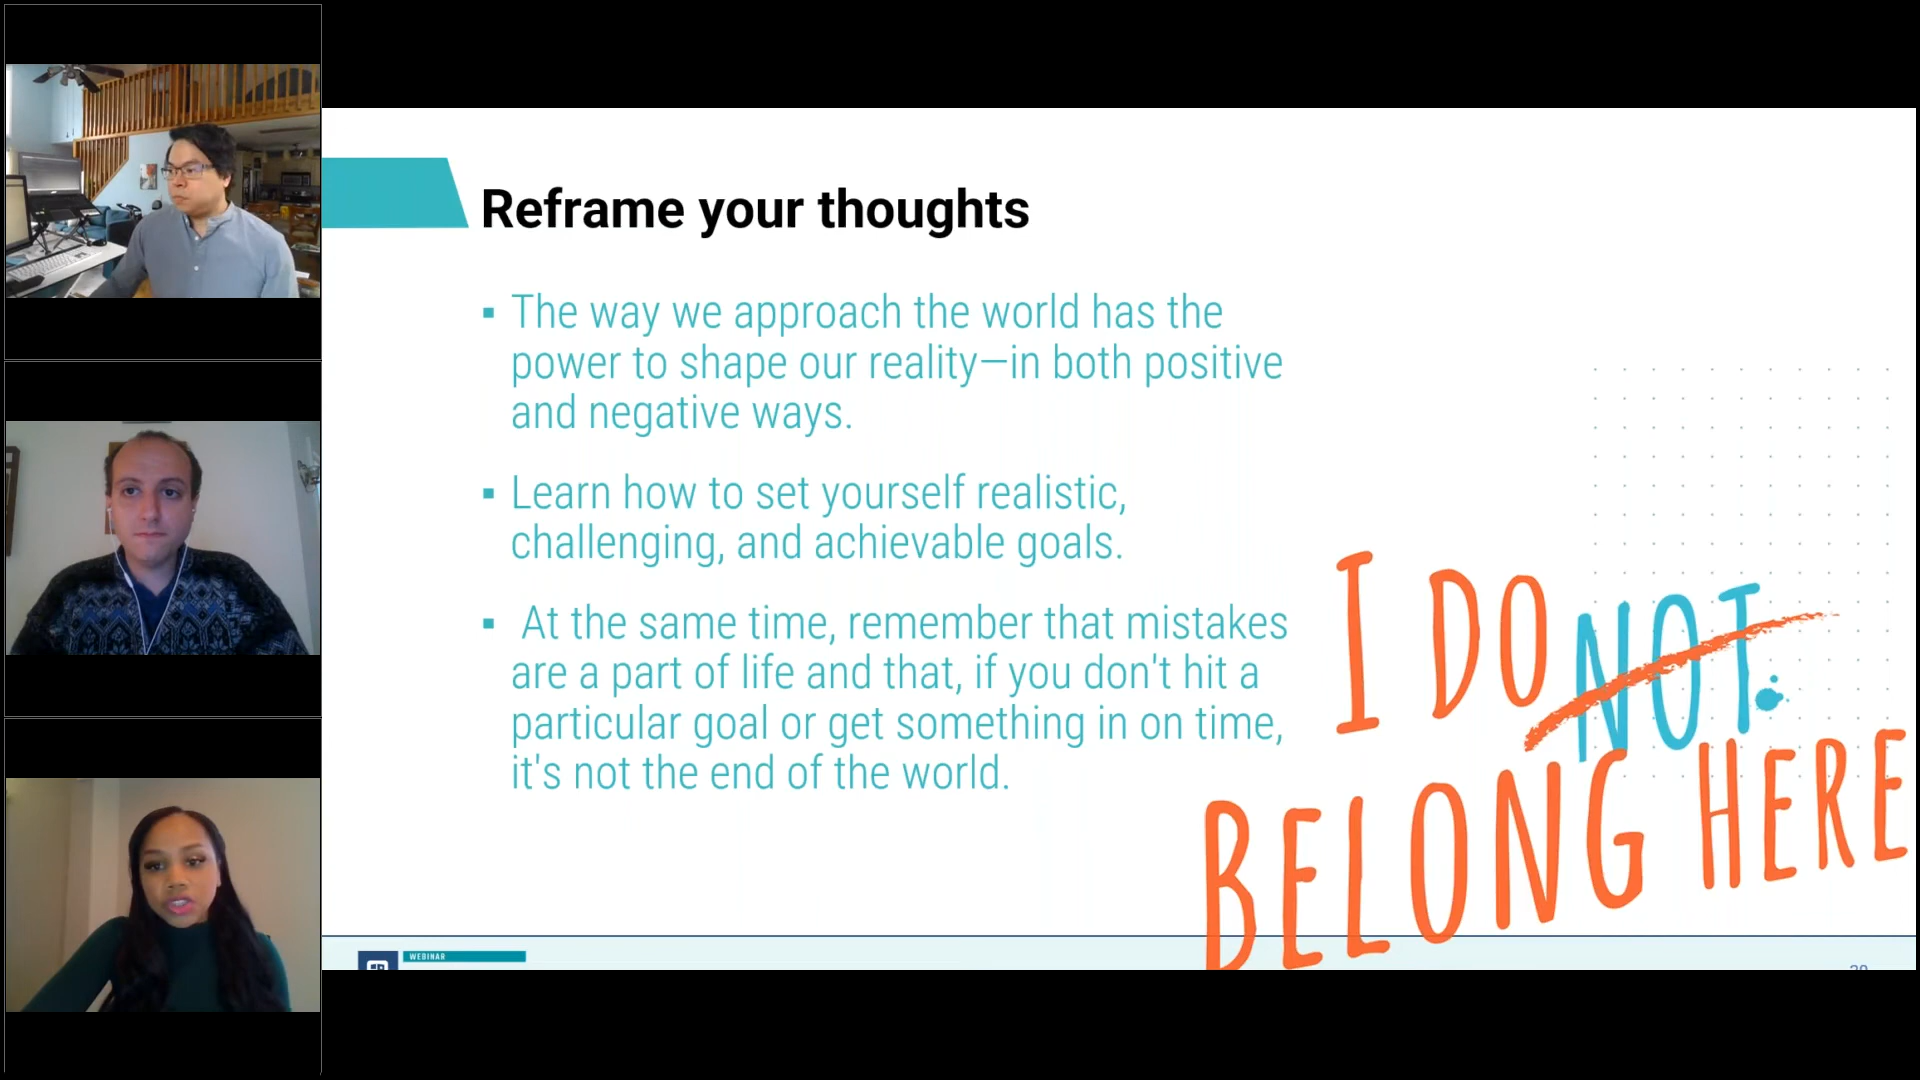 Reframe your thoughts
▪ The way we approach the world has the
power to shape our reality—in both positive
and negative ways.
▪ Learn how to set yourself realistic,
challenging, and achievable goals.
▪ At the same time, remember that mistakes
are a part of life and that, if you don't hit a
particular goal or get something in on time,
it's not the end of the world.
I DO NOT
BELONG HERE
WEBINAR